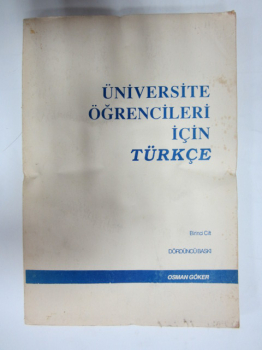 ÜNİVERSİTE
ÖĞRENCİLERİ
İÇİN
TÜRKÇE
Birinci Cilt
DÖRDÜNCÜ BASKI
OSMAN GÖKER